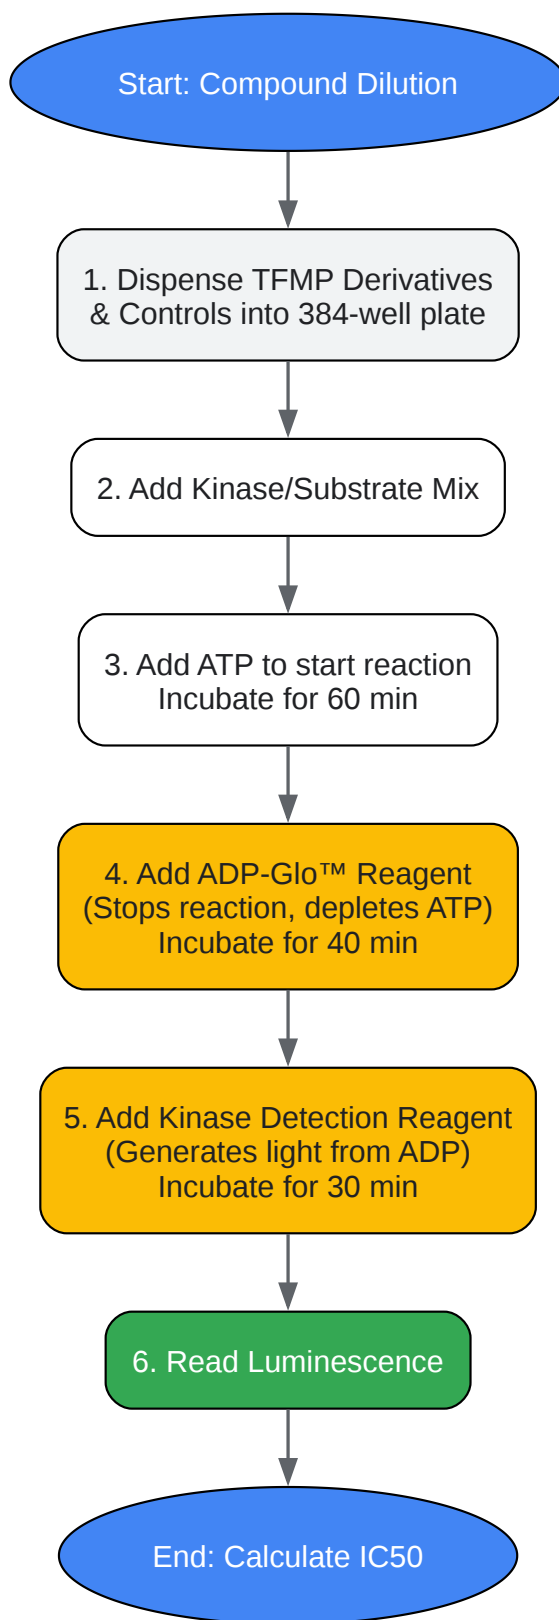 Start: Compound Dilution
1. Dispense TFMP Derivatives
& Controls into 384-well plate
2. Add Kinase/Substrate Mix
3. Add ATP to start reaction
Incubate for 60 min
4. Add ADP-Glo™ Reagent
(Stops reaction, depletes ATP)
Incubate for 40 min
5. Add Kinase Detection Reagent
(Generates light from ADP)
Incubate for 30 min
6. Read Luminescence
End: Calculate IC50